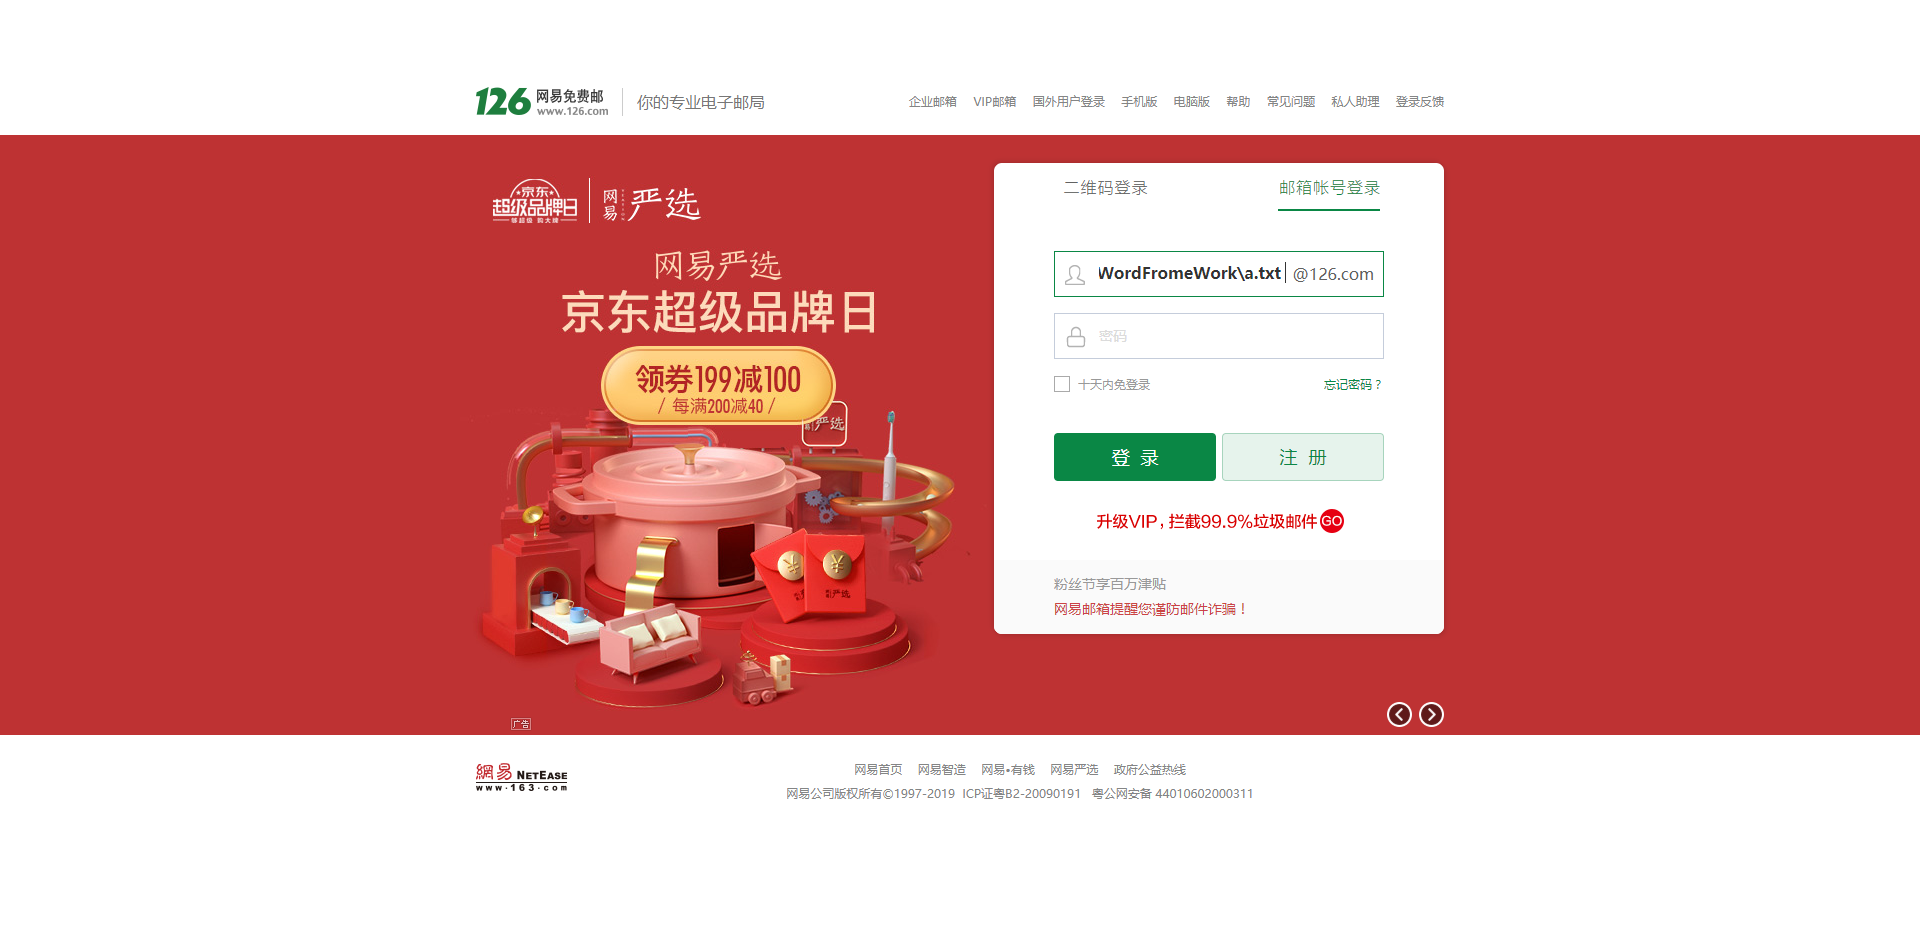 126 网易免费邮
www.126.com
你的专业电子邮局
企业邮箱 VIP邮箱 国外用户登录 手机版 电脑版 帮助 常见问题 私人助理 登录反馈
京东
超级品牌日
网易 严选
网易严选
京东超级品牌日
领券199减100
/ 每满200减40 /
严选
严选
广告
二维码登录 邮箱帐号登录
WordFromeWork\a.txt @126.com
密码
十天内免登录 忘记密码？
登 录 注 册
升级VIP，拦截99.9%垃圾邮件GO
粉丝节享百万津贴
网易邮箱提醒您谨防邮件诈骗！
網易 NETEASE
www.163.com
网易首页 网易智造 网易•有钱 网易严选 政府公益热线
网易公司版权所有©1997-2019 ICP证粤B2-20090191 粤公网安备 44010602000311